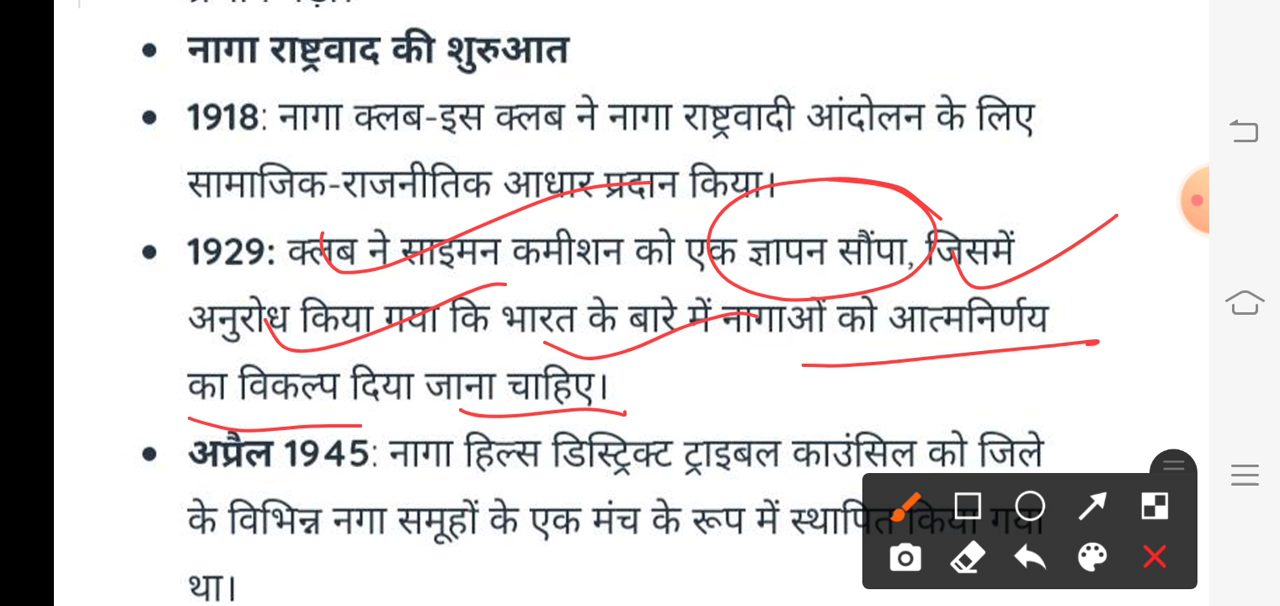 नागा राष्ट्रवाद की शुरुआत
1918: नागा क्लब-इस क्लब ने नागा राष्ट्रवादी आंदोलन के लिए
सामाजिक-राजनीतिक आधार प्रदान किया।
1929: क्लब ने साइमन कमीशन को एक ज्ञापन सौंपा, जिसमें
अनुरोध किया गया कि भारत के बारे में नागाओं को आत्मनिर्णय
का विकल्प दिया जाना चाहिए।
अप्रैल 1945: नागा हिल्स डिस्ट्रिक्ट ट्राइबल काउंसिल को जिले
के विभिन्न नगा समूहों के एक मंच के रूप में स्थापित किया गया
था।